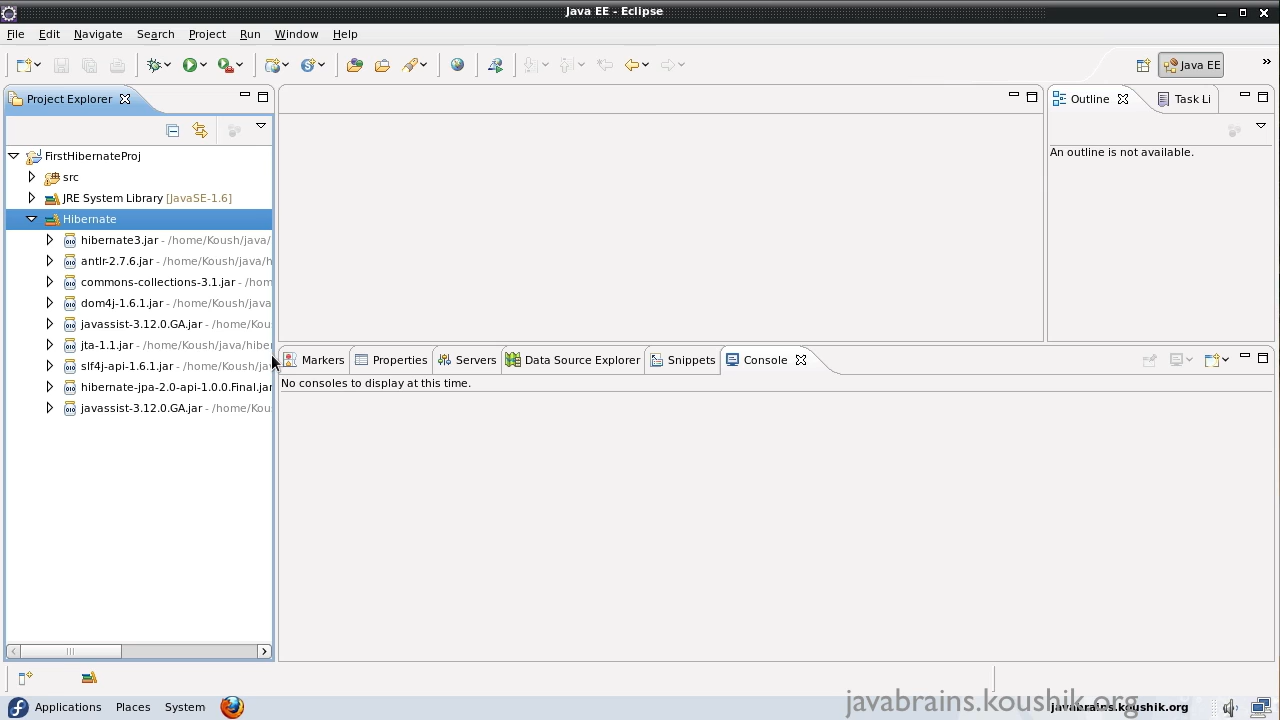 Java EE - Eclipse
File Edit Navigate Search Project Run Window Help
Java EE
Project Explorer
Outline
Task Li
FirstHibernateProj
src
JRE System Library [JavaSE-1.6]
Hibernate
hibernate3.jar - /home/Koush/java/
antlr-2.7.6.jar - /home/Koush/java/h
commons-collections-3.1.jar - /hom
dom4j-1.6.1.jar - /home/Koush/java
javassist-3.12.0.GA.jar - /home/Kou
jta-1.1.jar - /home/Koush/java/hiber
slf4j-api-1.6.1.jar - /home/Koush/ja
hibernate-jpa-2.0-api-1.0.0.Final.jar
javassist-3.12.0.GA.jar - /home/Kou
An outline is not available.
Markers Properties Servers Data Source Explorer Snippets Console
No consoles to display at this time.
javabrains.koushik.org
Applications Places System
javabrains.koushik.org